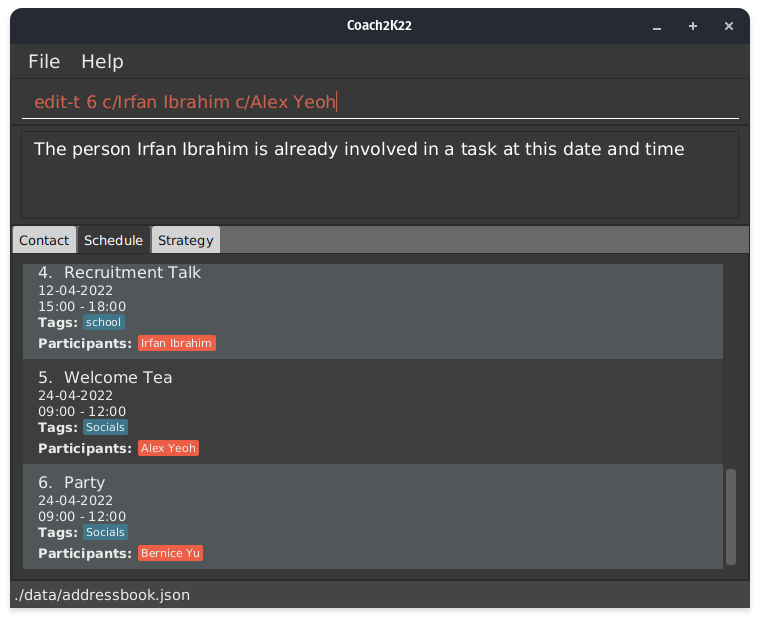 Coach2K22
File Help
edit-t 6 c/Irfan Ibrahim c/Alex Yeoh
The person Irfan Ibrahim is already involved in a task at this date and time
Contact Schedule Strategy
4. Recruitment Talk
12-04-2022
15:00 - 18:00
Tags: school
Participants: Irfan Ibrahim
5. Welcome Tea
24-04-2022
09:00 - 12:00
Tags: Socials
Participants: Alex Yeoh
6. Party
24-04-2022
09:00 - 12:00
Tags: Socials
Participants: Bernice Yu
./data/addressbook.json